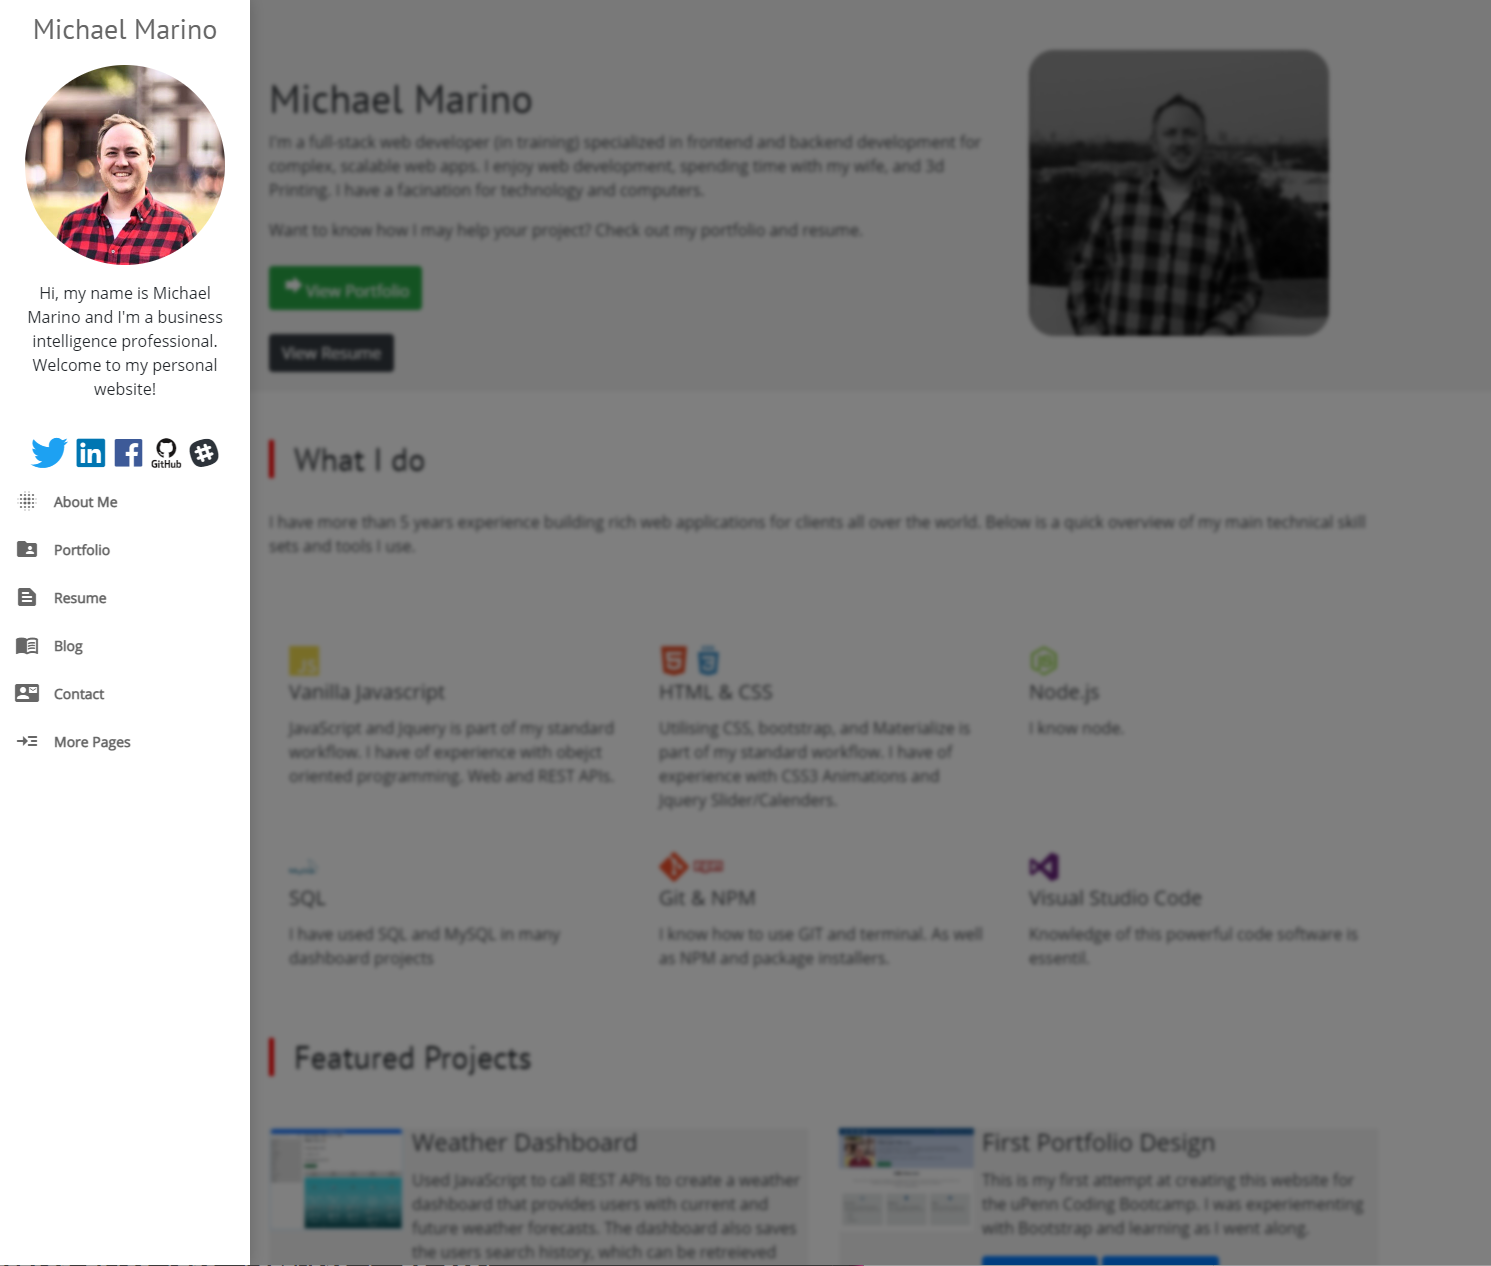 Michael Marino
Hi, my name is Michael
Marino and I'm a business
intelligence professional.
Welcome to my personal
website!
in
GitHub
About Me
Portfolio
Resume
Blog
Contact
More Pages
Michael Marino
I'm a full-stack web developer (in training) specialized in frontend and backend development for
complex, scalable web apps. I enjoy web development, spending time with my wife, and 3d
Printing. I have a facination for technology and computers.
Want to know how I may help your project? Check out my portfolio and resume.
View Portfolio
View Resume
What I do
I have more than 5 years experience building rich web applications for clients all over the world. Below is a quick overview of my main technical skill
sets and tools I use.
JS
Vanilla Javascript
JavaScript and Jquery is part of my standard
workflow. I have of experience with obejct
oriented programming. Web and REST APIs.
5 3
HTML & CSS
Utilising CSS, bootstrap, and Materialize is
part of my standard workflow. I have of
experience with CSS3 Animations and
Jquery Slider/Calenders.
JS
Node.js
I know node.
SQL
I have used SQL and MySQL in many
dashboard projects
npm
Git & NPM
I know how to use GIT and terminal. As well
as NPM and package installers.
Visual Studio Code
Knowledge of this powerful code software is
essentil.
Featured Projects
Weather Dashboard
Used JavaScript to call REST APIs to create a weather
dashboard that provides users with current and
future weather forecasts. The dashboard also saves
the users search history, which can be retreieved
First Portfolio Design
This is my first attempt at creating this website for
the uPenn Coding Bootcamp. I was experiementing
with Bootstrap and learning as I went along.